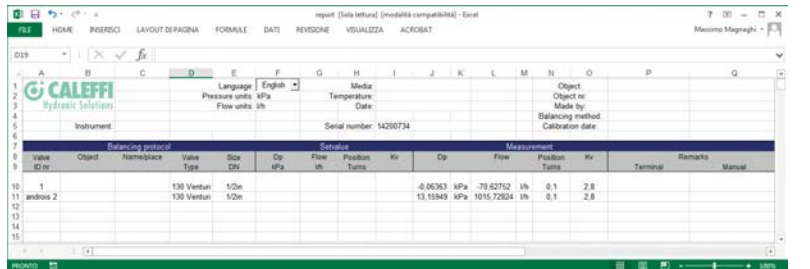 report [Sola lettura] [modalità compatibilità] - Excel
FILE HOME INSERISCI LAYOUT DI PAGINA FORMULE DATI REVISIONE VISUALIZZA ACROBAT Massimo Magnaghi
D19 fx
A B C D E F G H I J K L M N O P Q
1 CALEFFI Language: English Media: Object:
2 Hydronic Solutions Pressure units: kPa Temperature: Object nr:
3 Flow units: l/h Date: Made by:
4 Balancing method:
5 Instrument: Serial number: 14200734 Calibration date:
6
7 Balancing protocol Setvalue Measurement
8 Valve Object Name/place Valve Size Dp Flow Position Kv Dp Flow Position Kv Remarks
9 ID nr Type DN kPa l/h Turns Turns Terminal Manual
10 1 130 Venturi 1/2in -0,06363 kPa -70,62752 l/h 0,1 2,8
11 androis 2 130 Venturi 1/2in 13,15949 kPa 1015,72824 l/h 0,1 2,8
12
13
14
15
PRONTO 100%